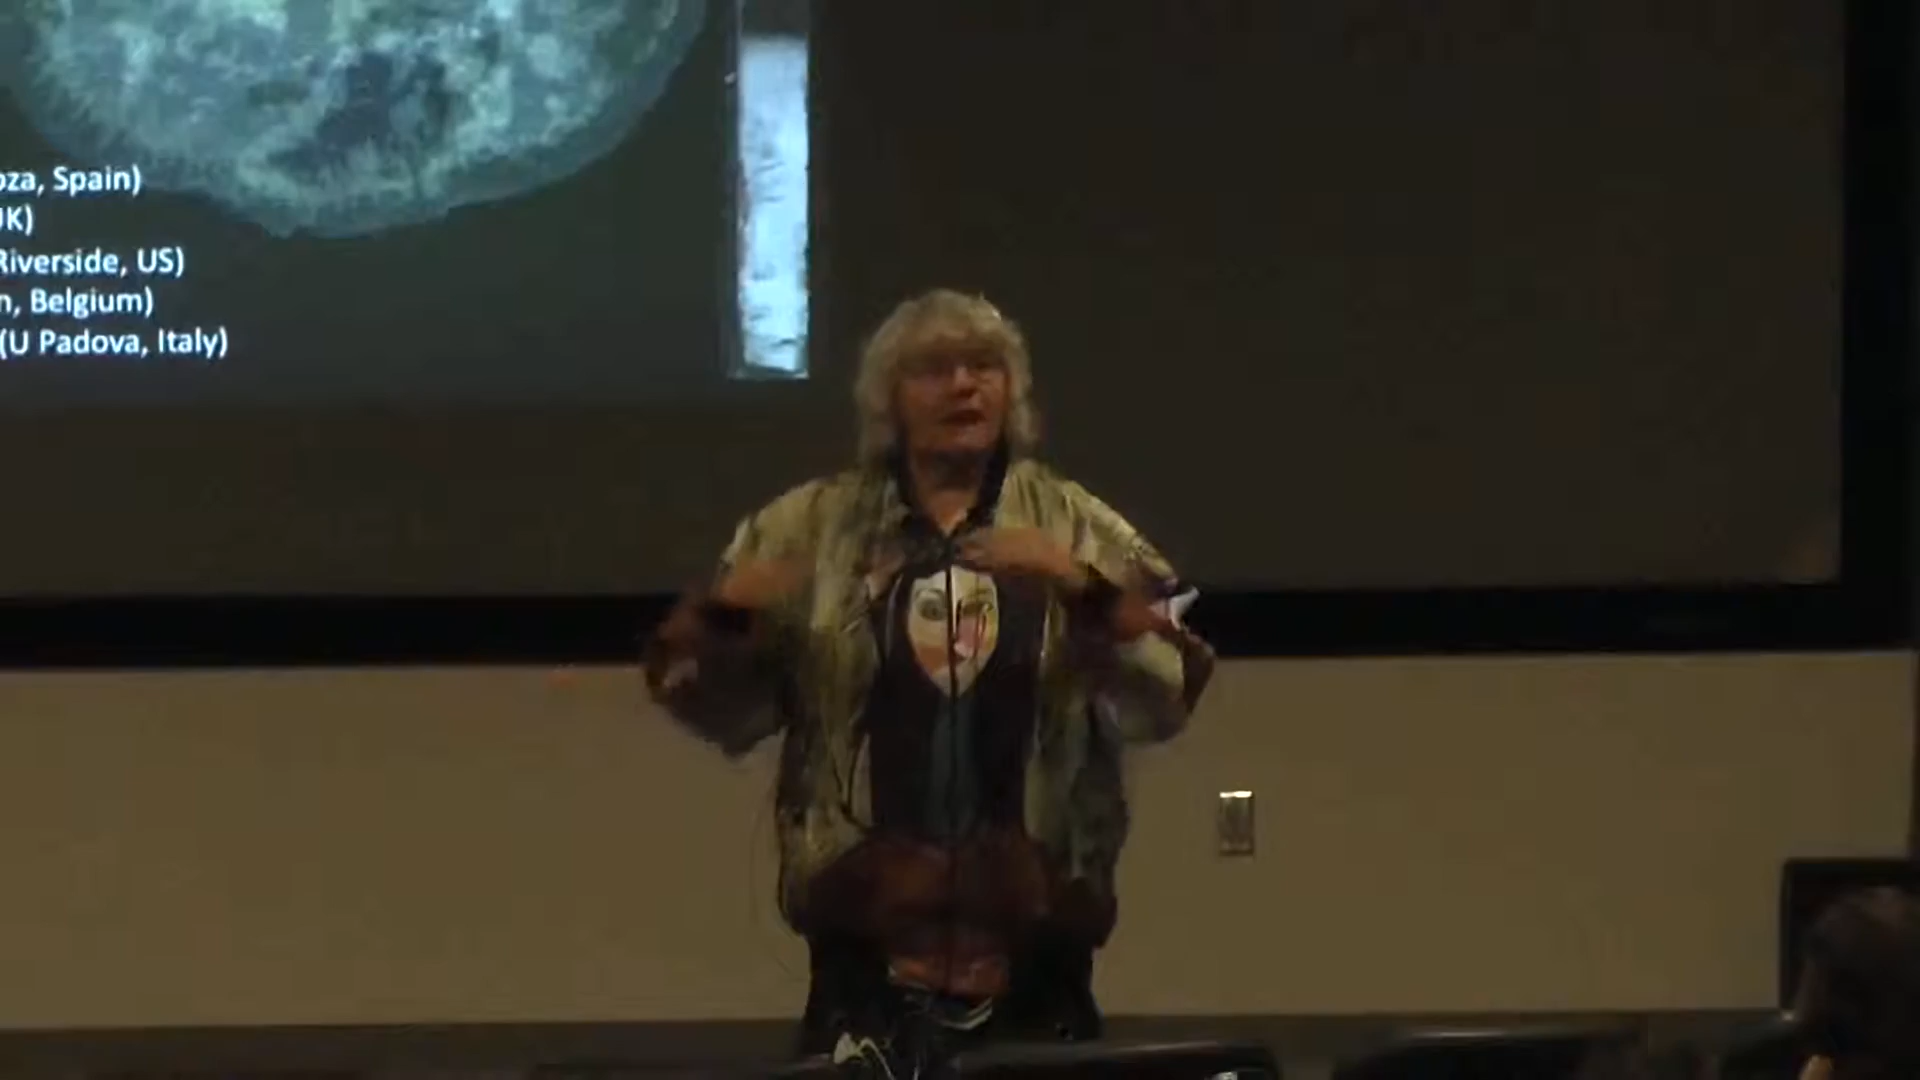 oza, Spain)
UK)
Riverside, US)
n, Belgium)
(U Padova, Italy)